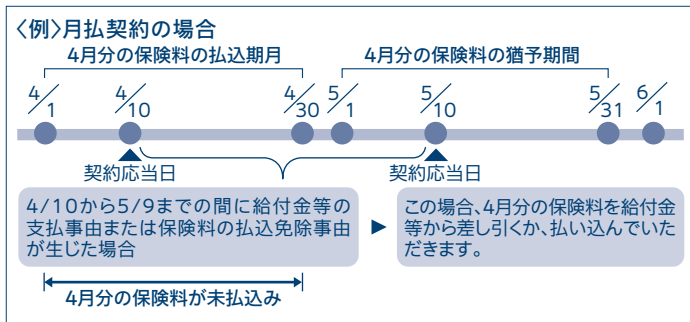 〈例〉月払契約の場合
4月分の保険料の払込期月
4月分の保険料の猶予期間
4/1
4/10
4/30
5/1
5/10
5/31
6/1
契約応当日
契約応当日
4/10から5/9までの間に給付金等の
支払事由または保険料の払込免除事由
が生じた場合
この場合、4月分の保険料を給付金
等から差し引くか、払い込んでいた
だきます。
4月分の保険料が未払込み